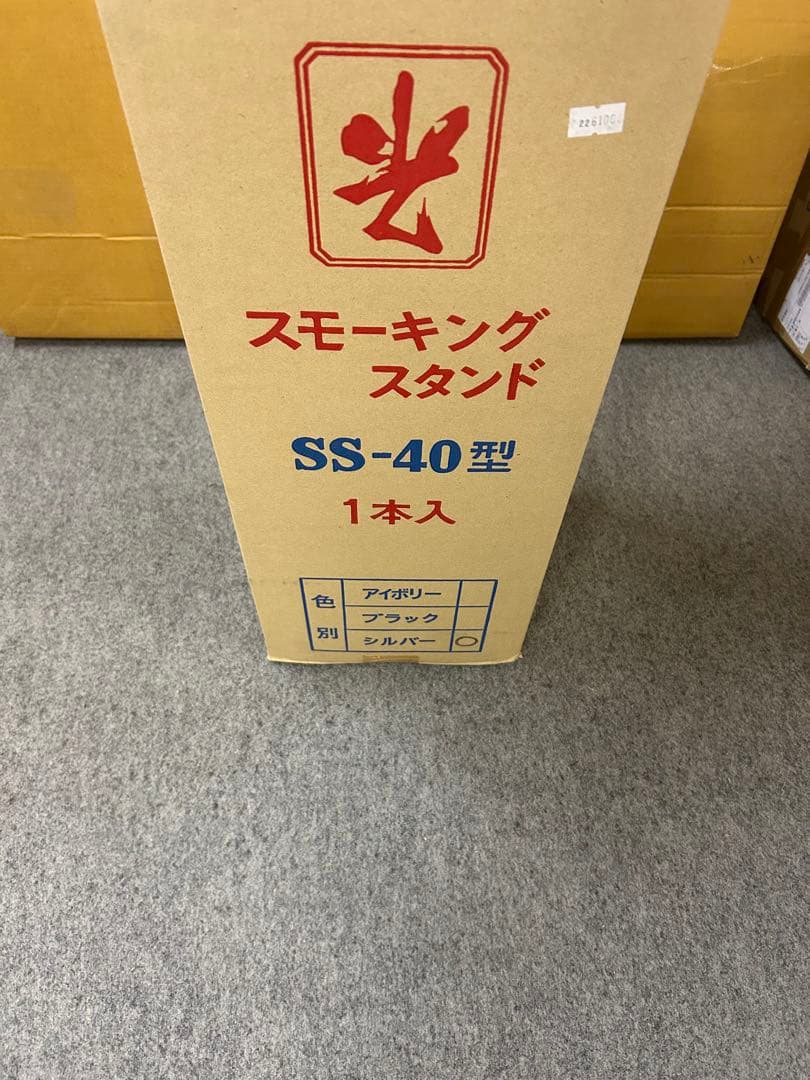 光
スモーキング
スタンド
SS-40型
1本入
色別
アイボリー
ブラック
シルバー ○